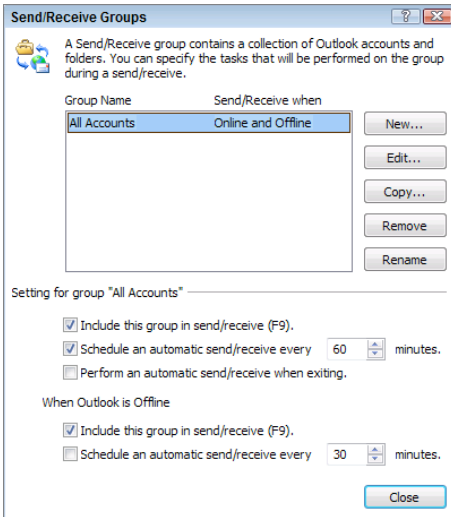 Send/Receive Groups
A Send/Receive group contains a collection of Outlook accounts and
folders. You can specify the tasks that will be performed on the group
during a send/receive.
Group Name Send/Receive when
All Accounts Online and Offline
New...
Edit...
Copy...
Remove
Rename
Setting for group "All Accounts"
Include this group in send/receive (F9).
Schedule an automatic send/receive every 60 minutes.
Perform an automatic send/receive when exiting.
When Outlook is Offline
Include this group in send/receive (F9).
Schedule an automatic send/receive every 30 minutes.
Close